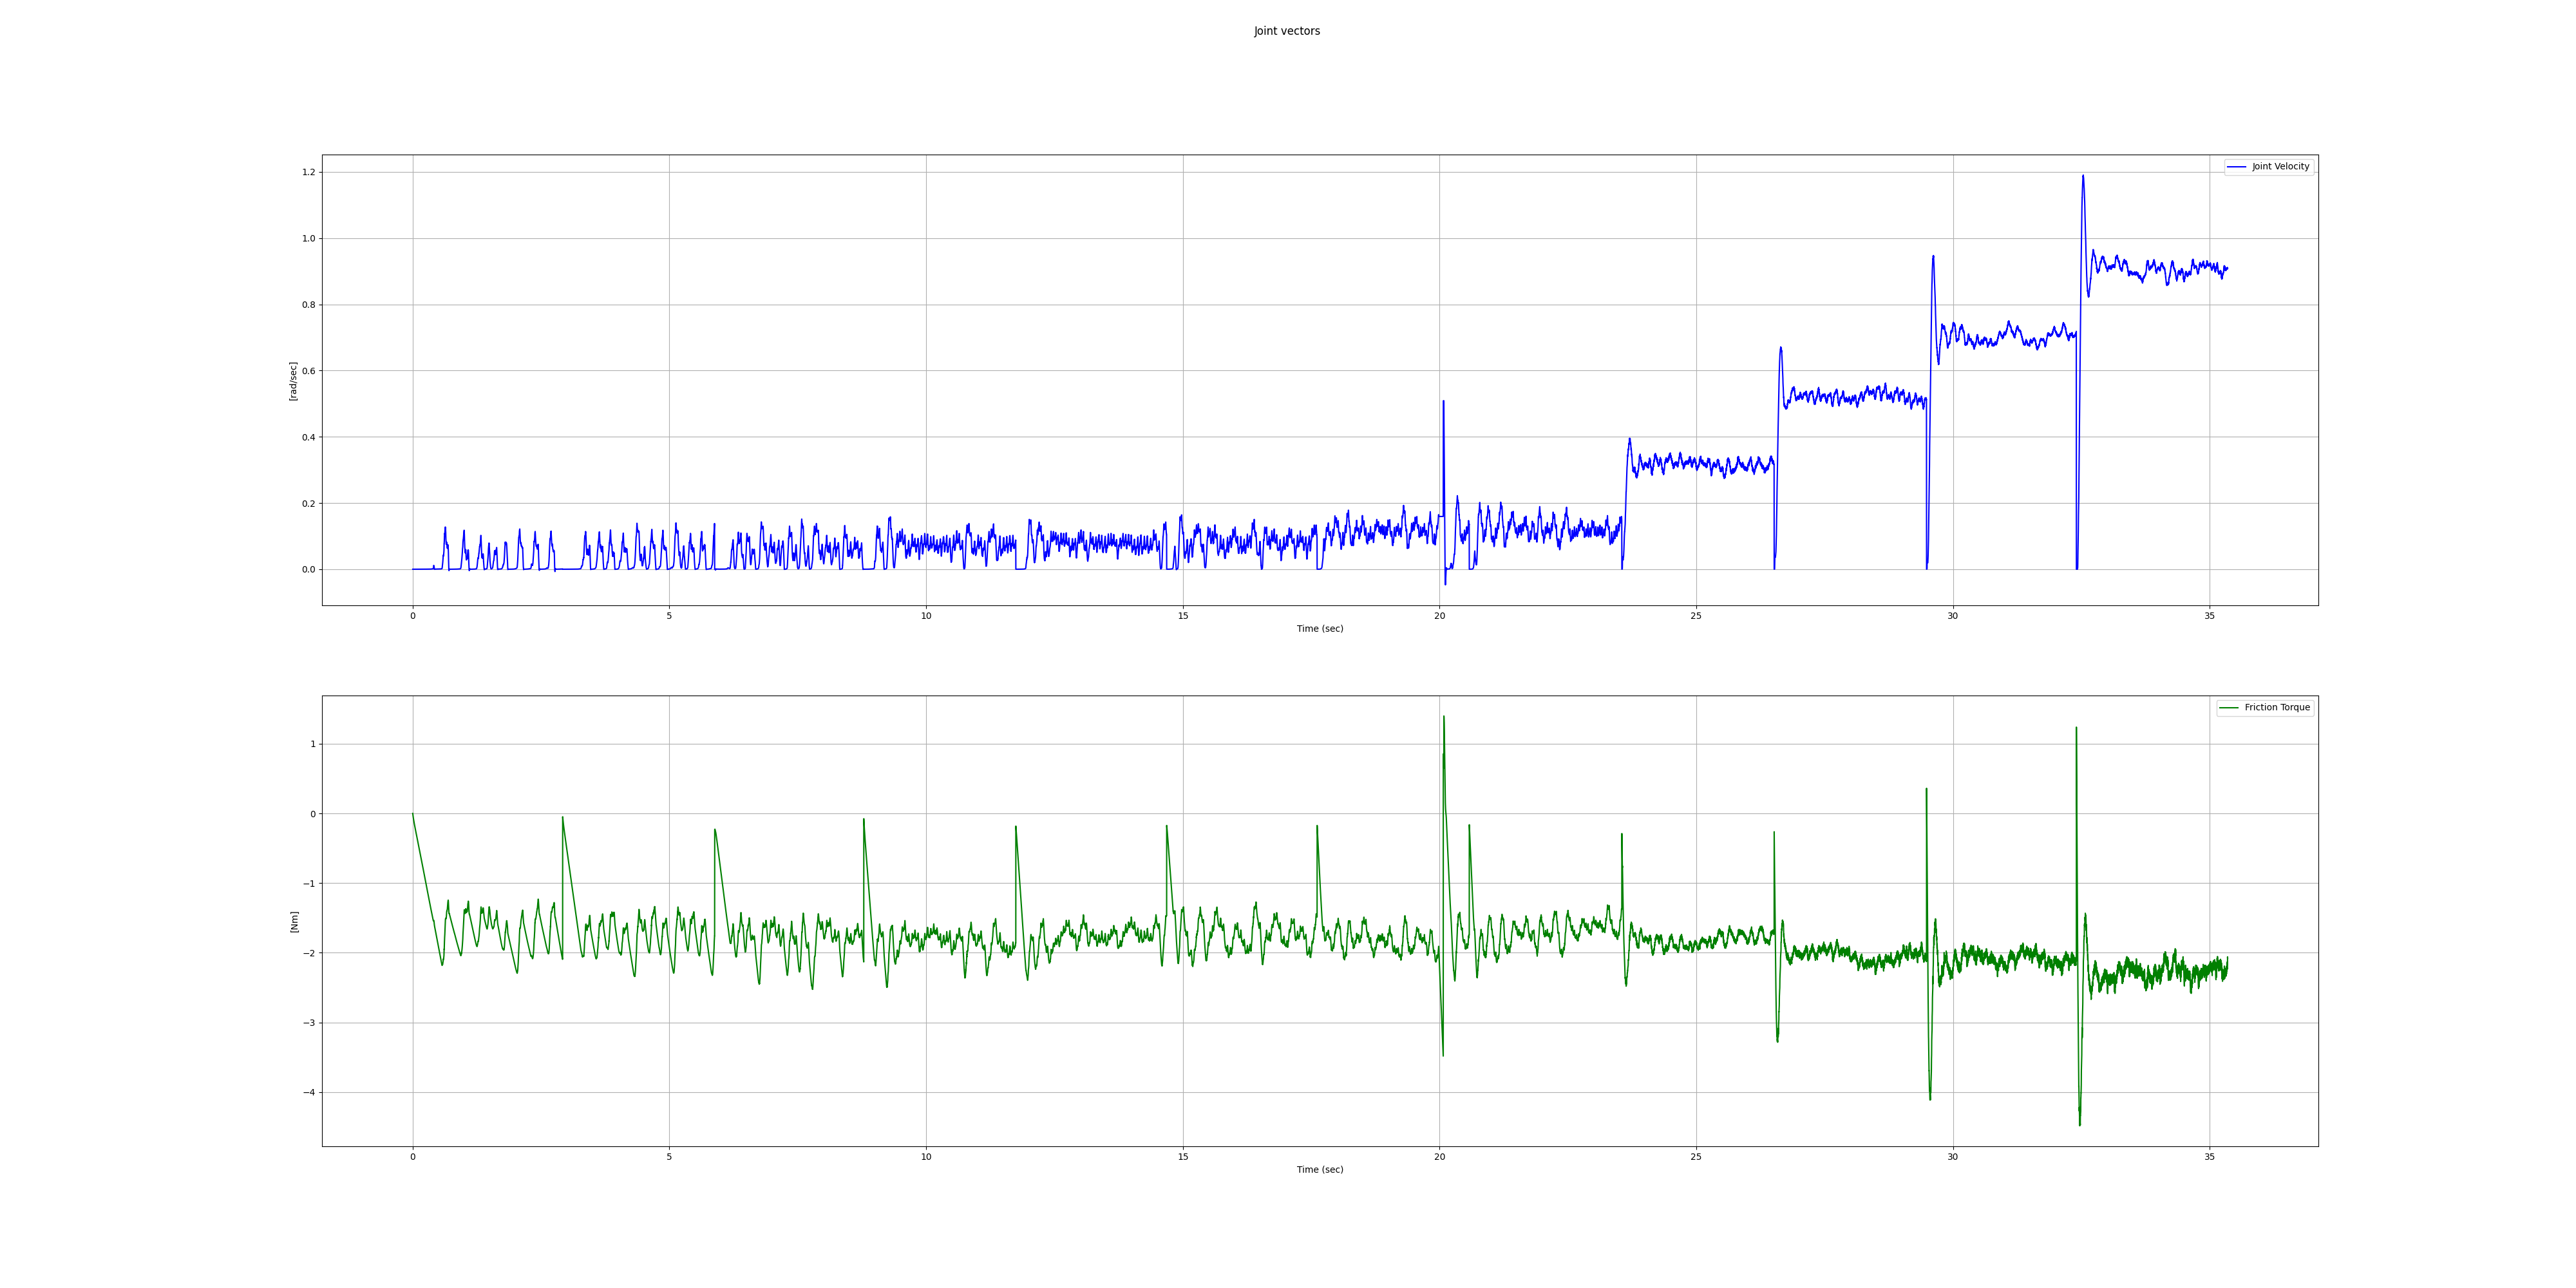 Joint vectors
Joint Velocity
1.2
1.0
0.8
0.6
0.4
0.2
0.0
[rad/sec]
0 5 10 15 20 25 30 35
Time (sec)
Friction Torque
1
0
−1
−2
−3
−4
[Nm]
0 5 10 15 20 25 30 35
Time (sec)